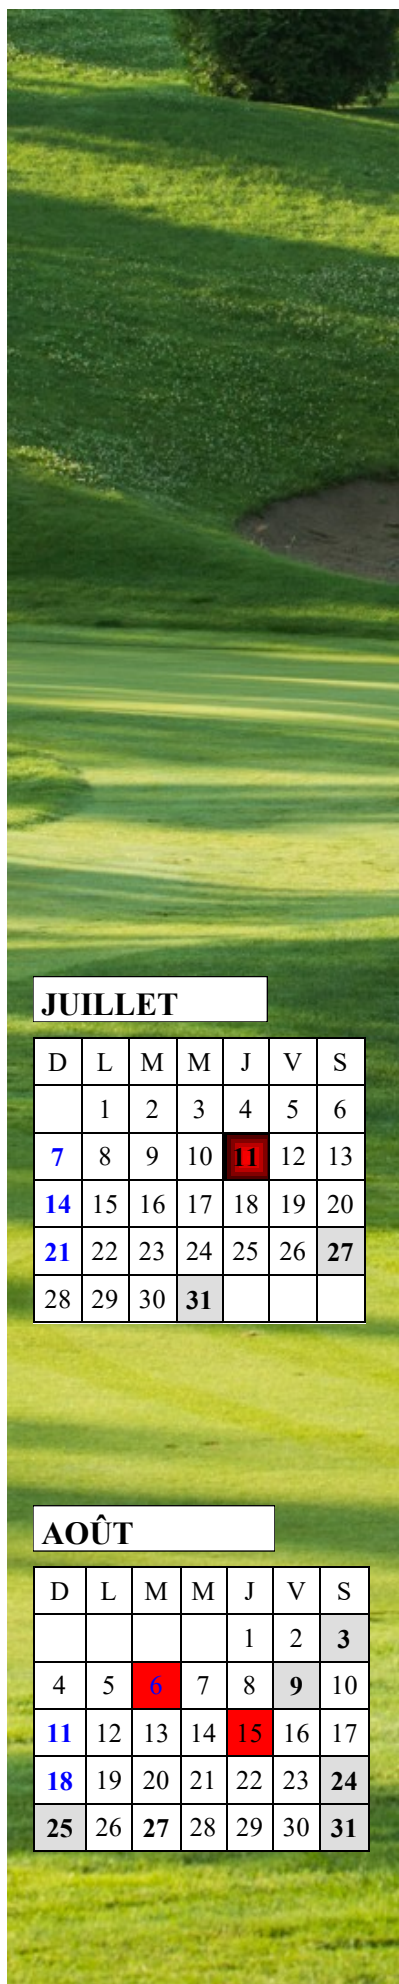 JUILLET
D L M M J V S
1 2 3 4 5 6
7 8 9 10 11 12 13
14 15 16 17 18 19 20
21 22 23 24 25 26 27
28 29 30 31
AOÛT
D L M M J V S
1 2 3
4 5 6 7 8 9 10
11 12 13 14 15 16 17
18 19 20 21 22 23 24
25 26 27 28 29 30 31